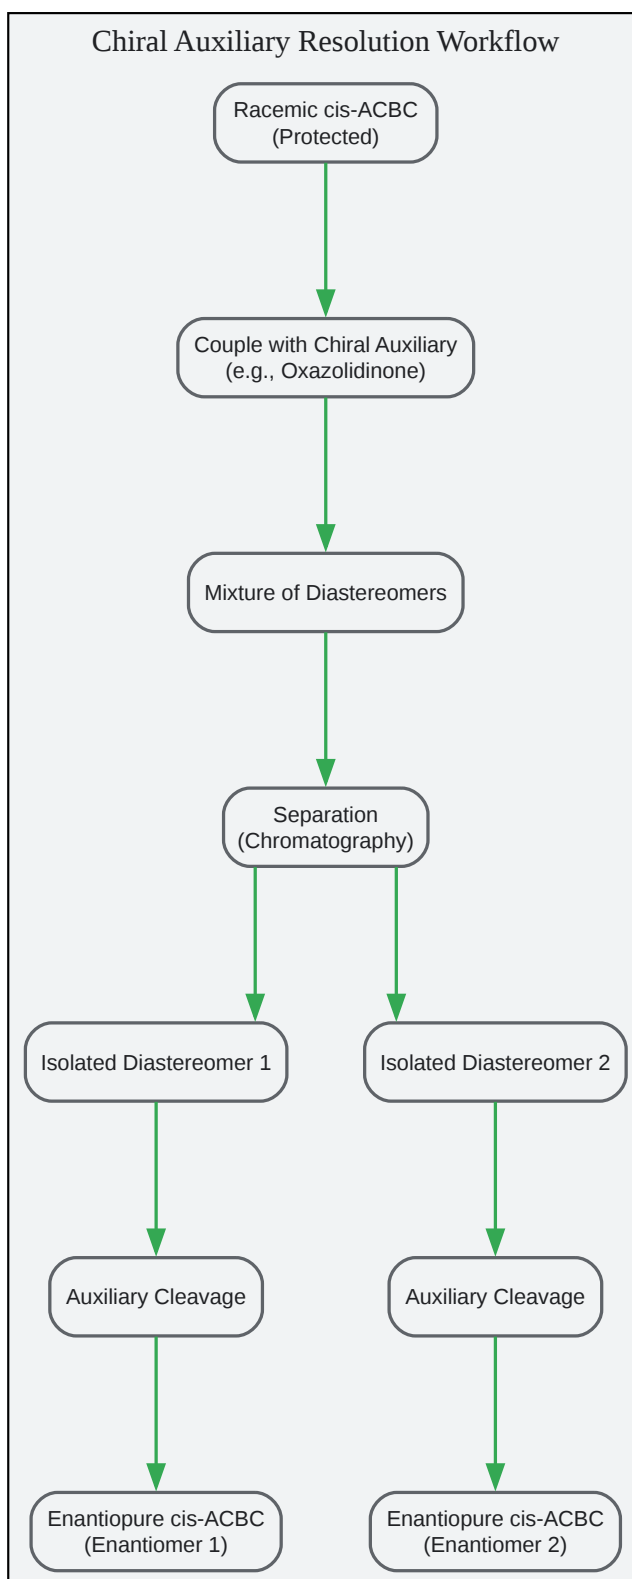 Chiral Auxiliary Resolution Workflow
Racemic cis-ACBC
(Protected)
Couple with Chiral Auxiliary
(e.g., Oxazolidinone)
Mixture of Diastereomers
Separation
(Chromatography)
Isolated Diastereomer 1
Isolated Diastereomer 2
Auxiliary Cleavage
Auxiliary Cleavage
Enantiopure cis-ACBC
(Enantiomer 1)
Enantiopure cis-ACBC
(Enantiomer 2)